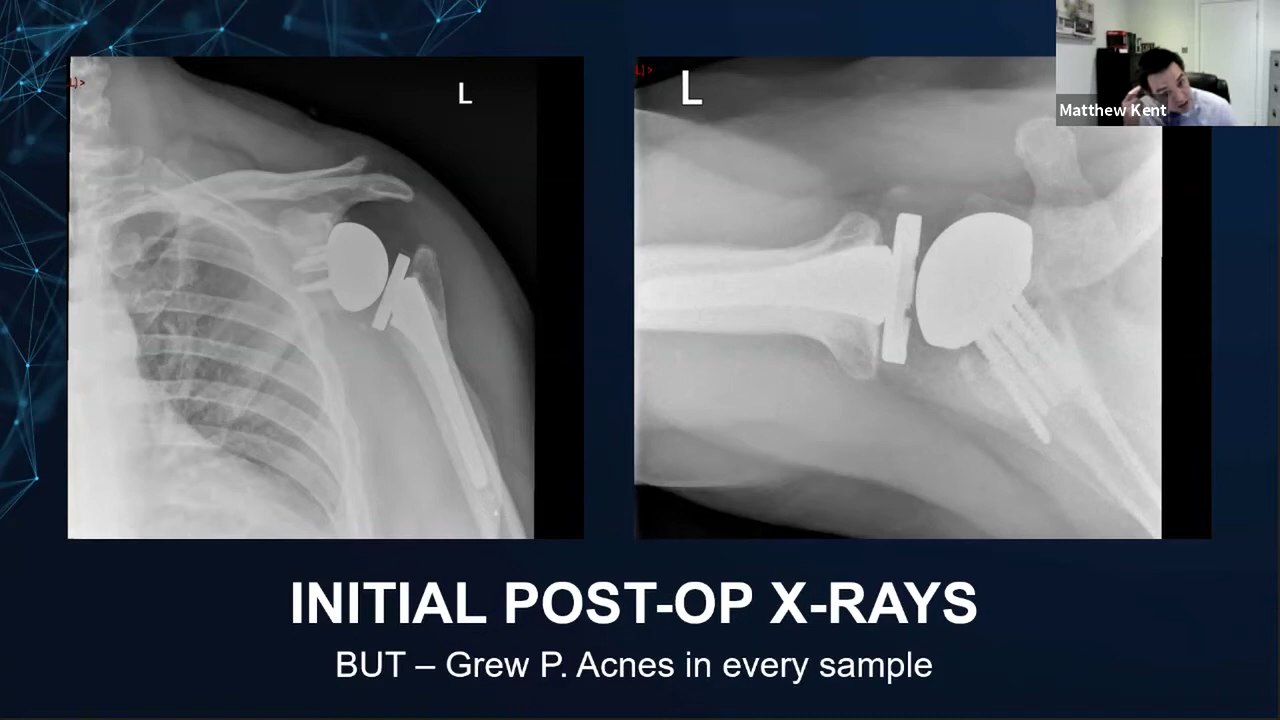 L]>
L
L]>
L
Matthew Kent
INITIAL POST-OP X-RAYS
BUT – Grew P. Acnes in every sample